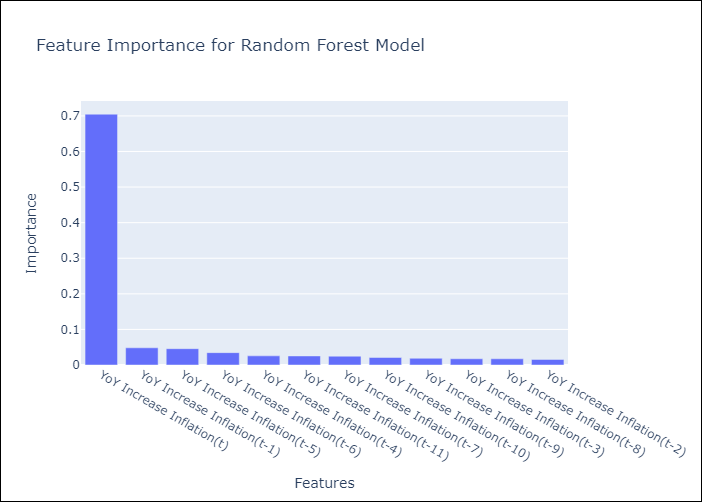 Feature Importance for Random Forest Model
Importance
0.7
0.6
0.5
0.4
0.3
0.2
0.1
0
YoY Increase Inflation(t)
YoY Increase Inflation(t-1)
YoY Increase Inflation(t-5)
YoY Increase Inflation(t-6)
YoY Increase Inflation(t-4)
YoY Increase Inflation(t-11)
YoY Increase Inflation(t-7)
YoY Increase Inflation(t-10)
YoY Increase Inflation(t-9)
YoY Increase Inflation(t-3)
YoY Increase Inflation(t-8)
YoY Increase Inflation(t-2)
Features